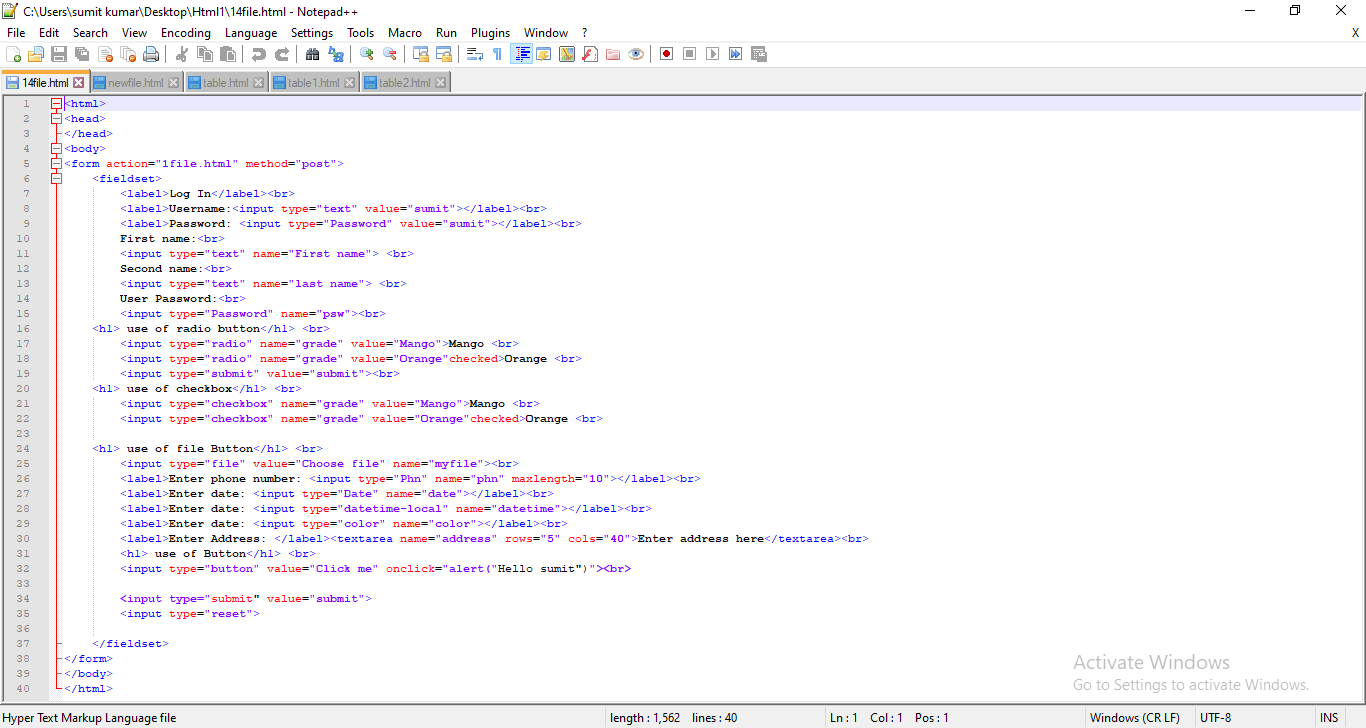 C:\Users\sumit kumar\Desktop\Html1\14file.html - Notepad++
File Edit Search View Encoding Language Settings Tools Macro Run Plugins Window ? X
14file.html newfile.html table.html table1.html table2.html
1 <html>
2 <head>
3 </head>
4 <body>
5 <form action="1file.html" method="post">
6 <fieldset>
7 <label>Log In</label><br>
8 <label>Username:<input type="text" value="sumit"></label><br>
9 <label>Password: <input type="Password" value="sumit"></label><br>
10 First name:<br>
11 <input type="text" name="First name"> <br>
12 Second name:<br>
13 <input type="text" name="last name"> <br>
14 User Password:<br>
15 <input type="Password" name="psw"><br>
16 <h1> use of radio button</h1> <br>
17 <input type="radio" name="grade" value="Mango">Mango <br>
18 <input type="radio" name="grade" value="Orange"checked>Orange <br>
19 <input type="submit" value="submit"><br>
20 <h1> use of checkbox</h1> <br>
21 <input type="checkbox" name="grade" value="Mango">Mango <br>
22 <input type="checkbox" name="grade" value="Orange"checked>Orange <br>
23
24 <h1> use of file Button</h1> <br>
25 <input type="file" value="Choose file" name="myfile"><br>
26 <label>Enter phone number: <input type="Phn" name="phn" maxlength="10"></label><br>
27 <label>Enter date: <input type="Date" name="date"></label><br>
28 <label>Enter date: <input type="datetime-local" name="datetime"></label><br>
29 <label>Enter date: <input type="color" name="color"></label><br>
30 <label>Enter Address: </label><textarea name="address" rows="5" cols="40">Enter address here</textarea><br>
31 <h1> use of Button</h1> <br>
32 <input type="button" value="Click me" onclick="alert("Hello sumit")"><br>
33
34 <input type="submit" value="submit">
35 <input type="reset">
36
37 </fieldset>
38 </form>
39 </body>
40 </html>
Activate Windows
Go to Settings to activate Windows.
Hyper Text Markup Language file length : 1,562 lines : 40 Ln : 1 Col : 1 Pos : 1 Windows (CR LF) UTF-8 INS